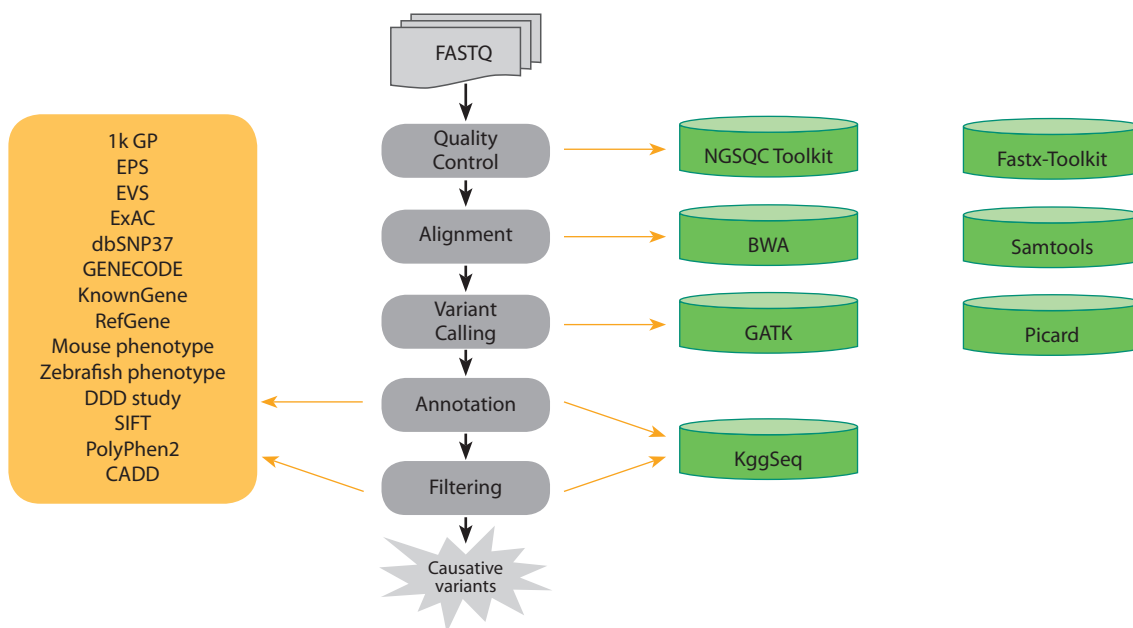 FASTQ
1k GP
EPS
EVS
ExAC
dbSNP37
GENECODE
KnownGene
RefGene
Mouse phenotype
Zebrafish phenotype
DDD study
SIFT
PolyPhen2
CADD
Quality
Control
Alignment
Variant
Calling
Annotation
Filtering
Causative
variants
NGSQC Toolkit
Fastx-Toolkit
BWA
Samtools
GATK
Picard
KggSeq